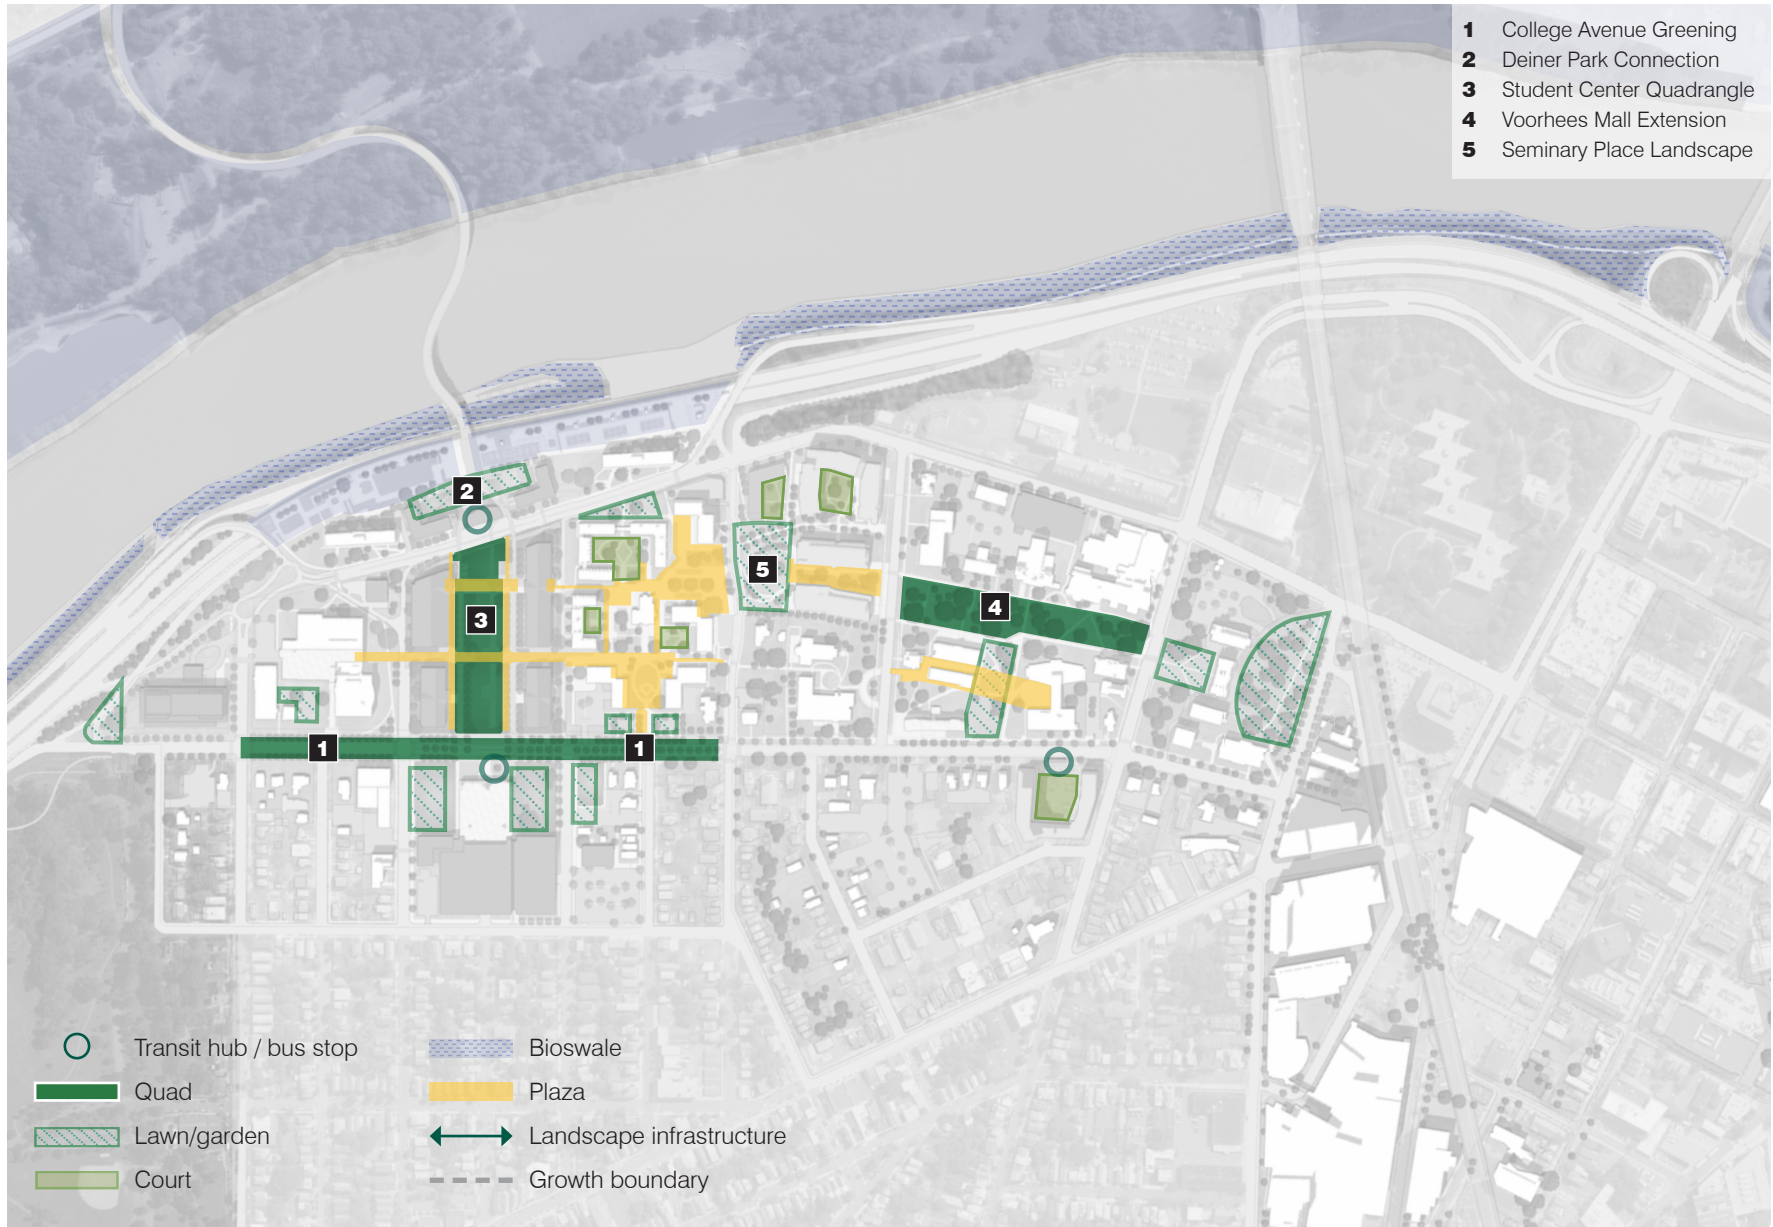 1 College Avenue Greening
2 Deiner Park Connection
3 Student Center Quadrangle
4 Voorhees Mall Extension
5 Seminary Place Landscape
2
5
4
3
1
1
Transit hub / bus stop
Quad
Lawn/garden
Court
Bioswale
Plaza
Landscape infrastructure
Growth boundary